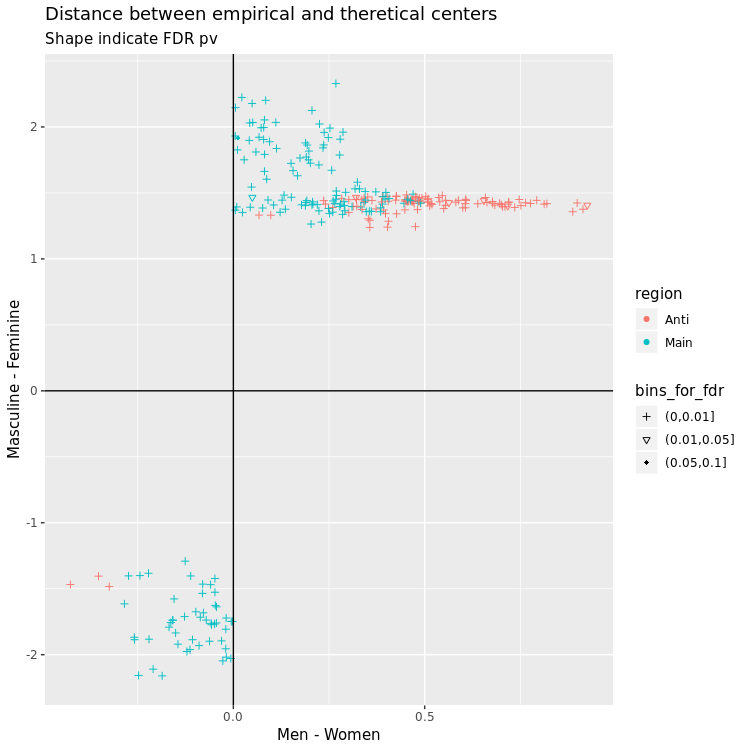 Distance between empirical and theretical centers
Shape indicate FDR pv
Masculine - Feminine
2
1
0
-1
-2
0.0
0.5
Men - Women
region
Anti
Main
bins_for_fdr
(0,0.01]
(0.01,0.05]
(0.05,0.1]